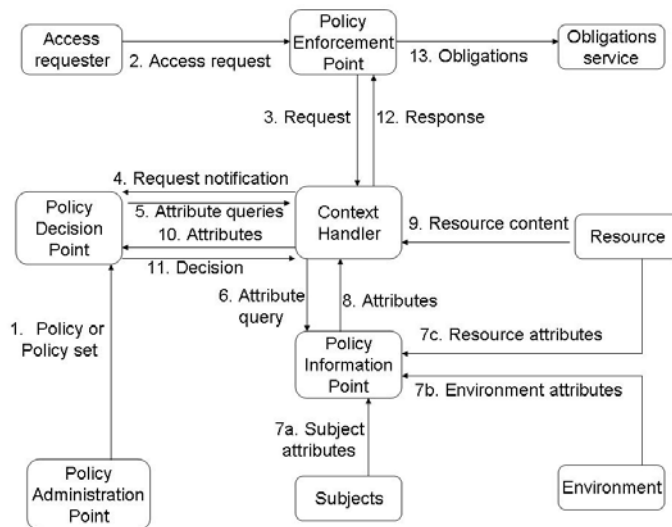 Access
requester
2. Access request
Policy
Enforcement
Point
13. Obligations
Obligations
service
3. Request
12. Response
4. Request notification
5. Attribute queries
10. Attributes
11. Decision
Policy
Decision
Point
Context
Handler
9. Resource content
Resource
6. Attribute
query
8. Attributes
1. Policy or
Policy set
Policy
Information
Point
7c. Resource attributes
7b. Environment attributes
7a. Subject
attributes
Policy
Administration
Point
Subjects
Environment